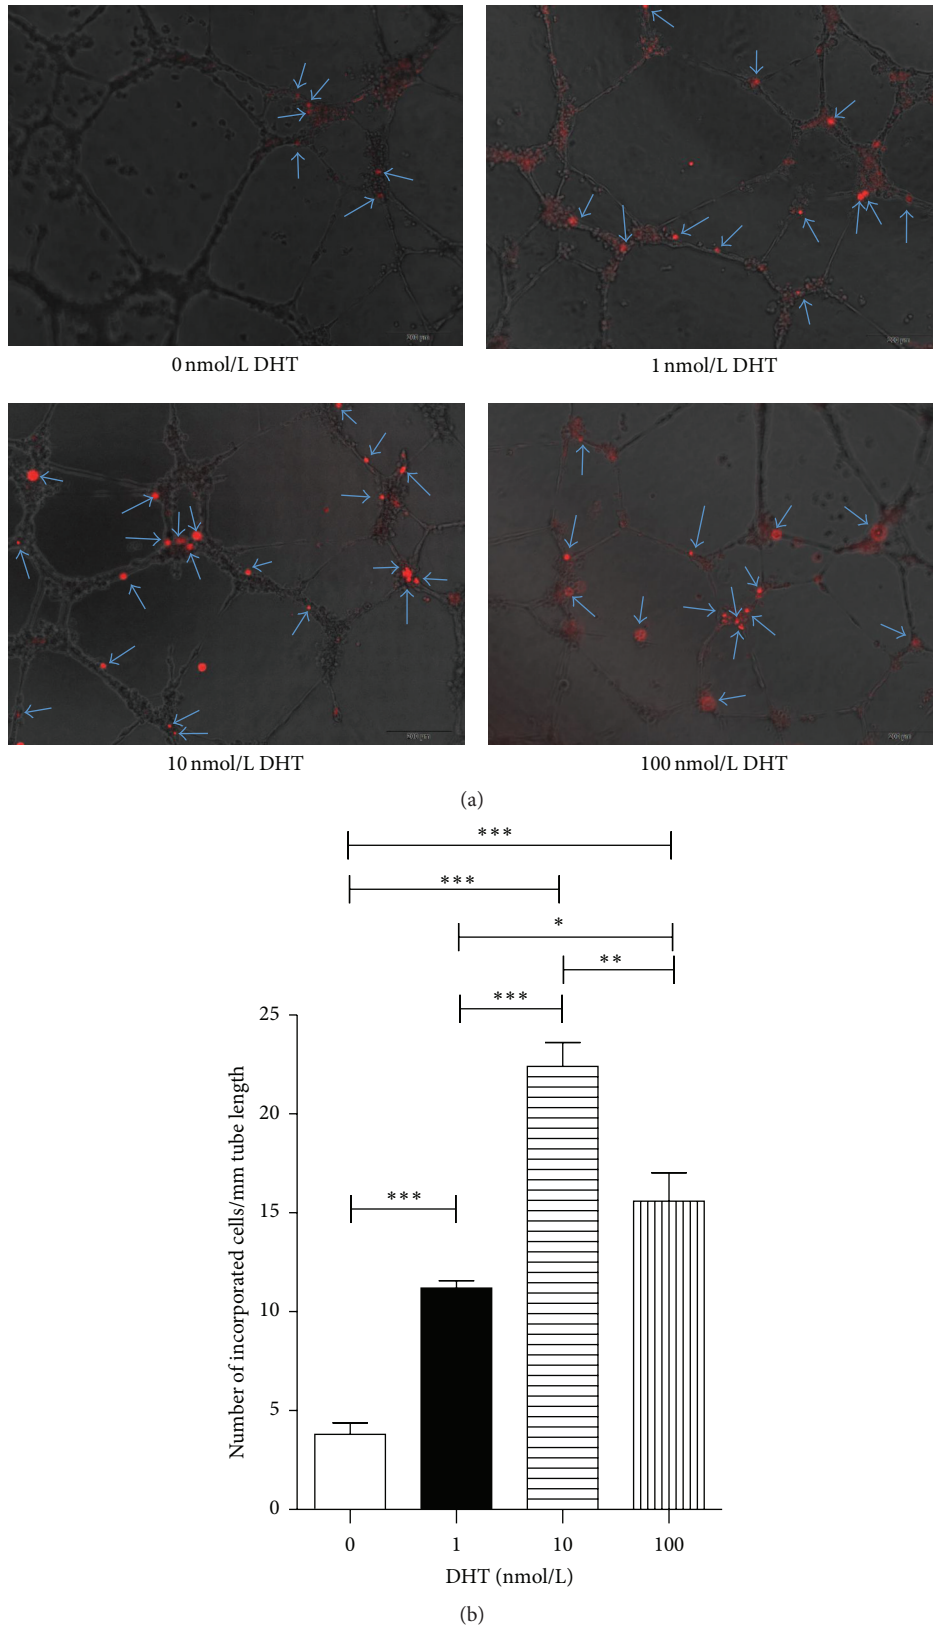 0 nmol/L DHT
1 nmol/L DHT
10 nmol/L DHT
100 nmol/L DHT
(a)
***
***
*
**
***
***
Number of incorporated cells/mm tube length
25
20
15
10
5
0
0 1 10 100
DHT (nmol/L)
(b)